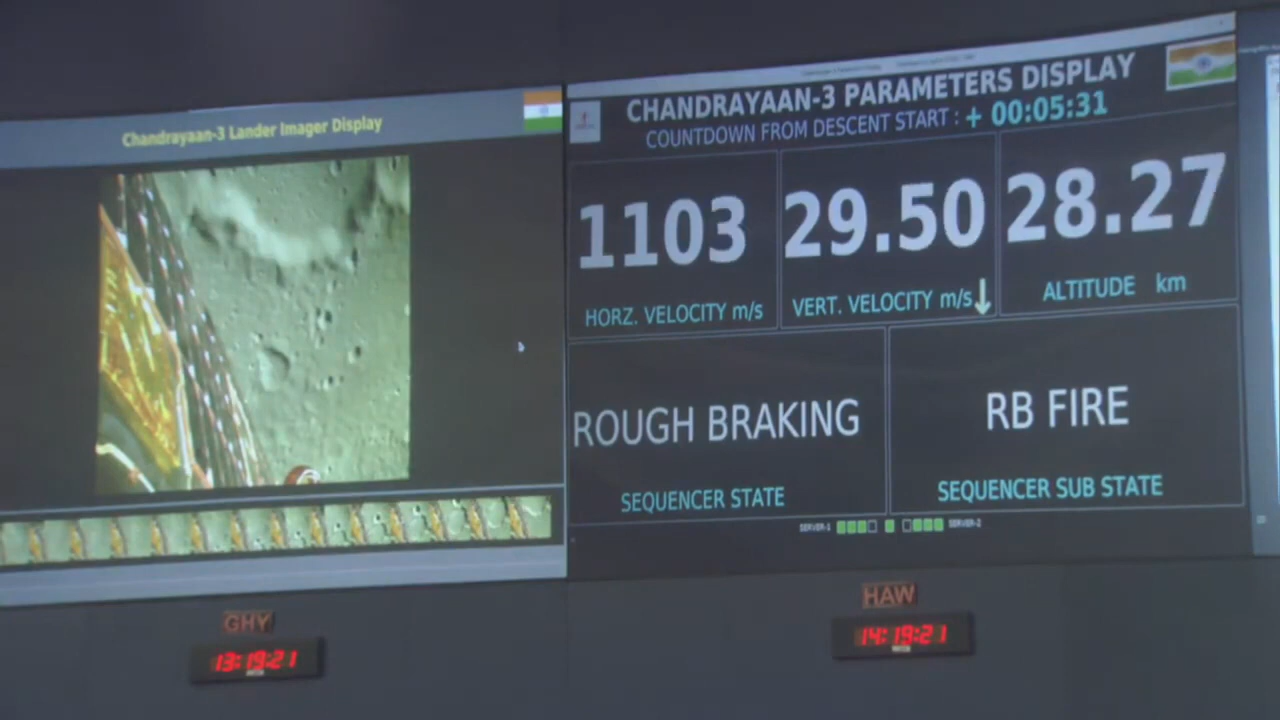 Chandrayaan-3 Lander Imager Display
CHANDRAYAAN-3 PARAMETERS DISPLAY
COUNTDOWN FROM DESCENT START : + 00:05:31
1103
HORZ. VELOCITY m/s
29.50
VERT. VELOCITY m/s↓
28.27
ALTITUDE km
ROUGH BRAKING
SEQUENCER STATE
RB FIRE
SEQUENCER SUB STATE
SERVER-1
SERVER-2
GHY
13:19:21
HAW
14:19:21